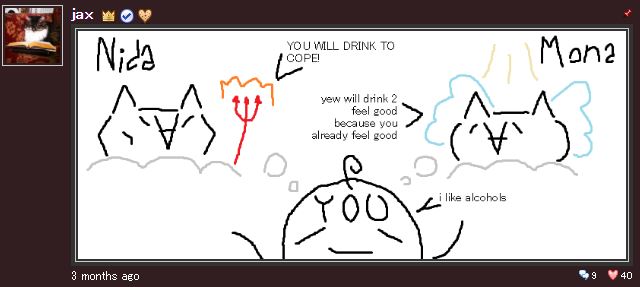 jax
Nida
YOU WILL DRINK TO
COPE!
Mona
yew will drink 2
feel good
because you
already feel good
YOU
i like alcohols
3 months ago
9
40